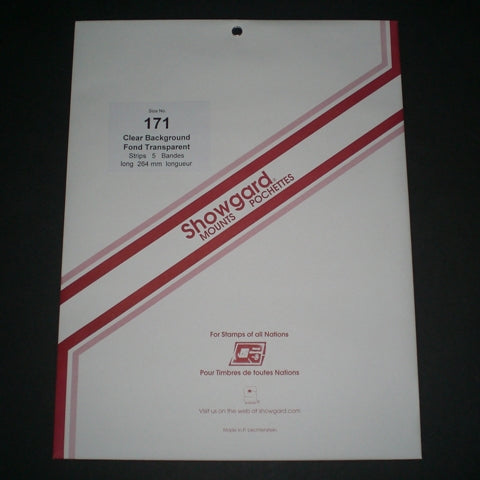 Size No.
171
Clear Background
Fond Transparent
Strips 5 Bandes
long 264 mm longueur
Showgard®
MOUNTS POCHETTES
For Stamps of all Nations
Pour Timbres de toutes Nations
Visit us on the web at showgard.com
Made in P. Liechtenstein